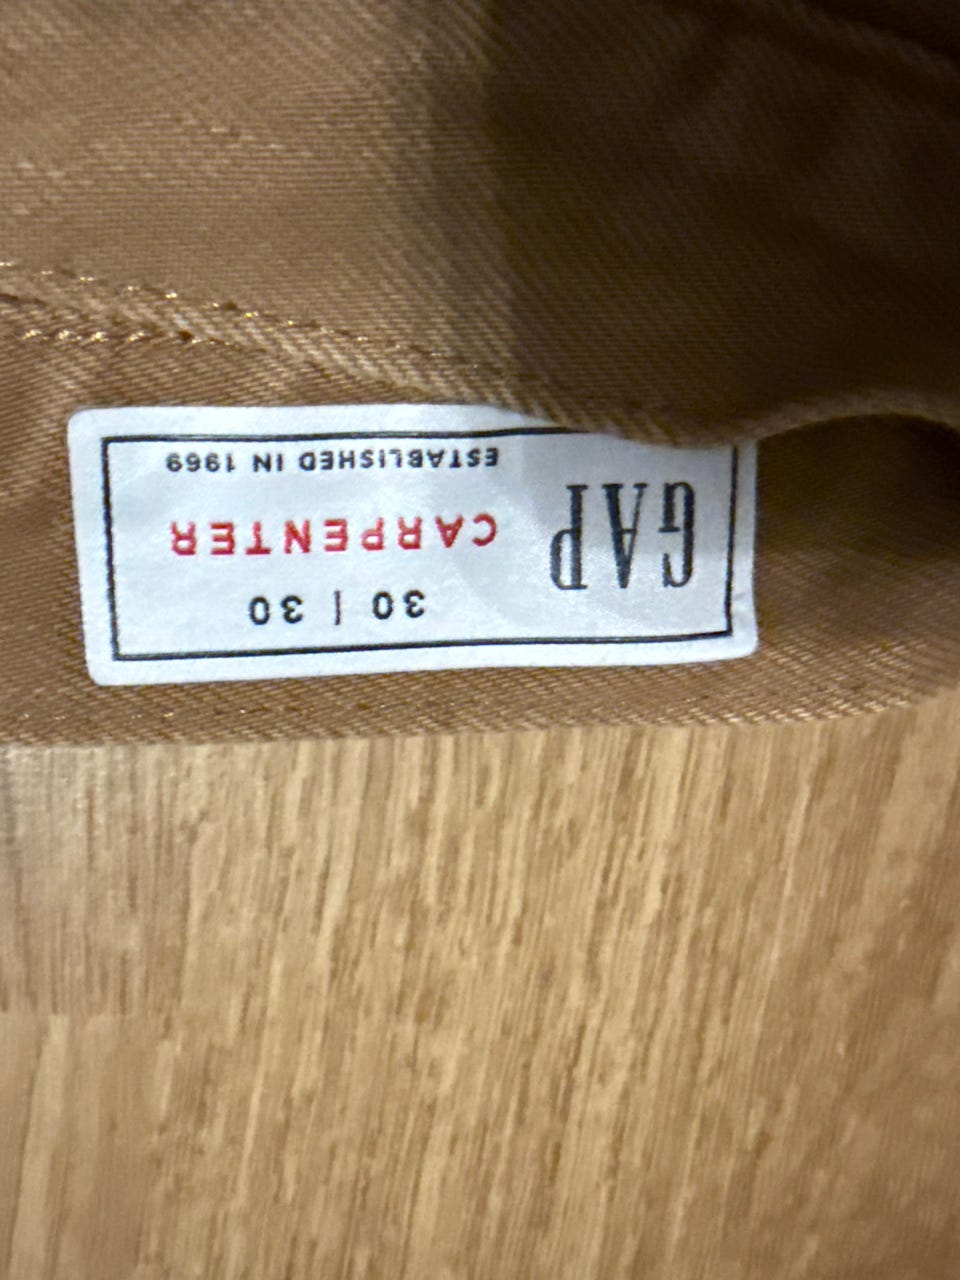 GAP
30 | 30
CARPENTER
ESTABLISHED IN 1969